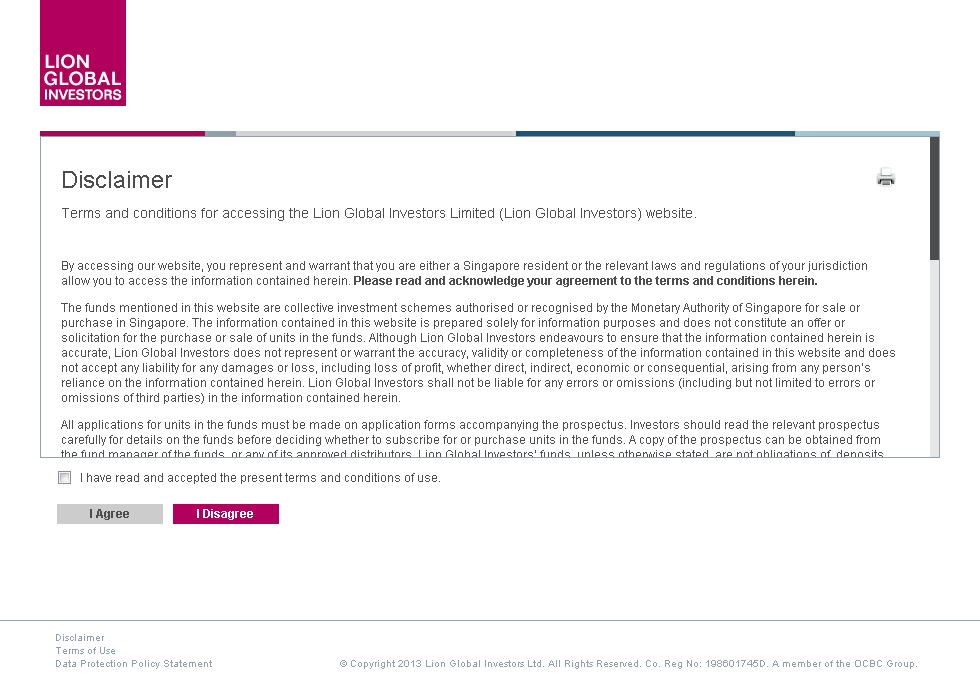 LION
GLOBAL
INVESTORS
Disclaimer
Terms and conditions for accessing the Lion Global Investors Limited (Lion Global Investors) website.
By accessing our website, you represent and warrant that you are either a Singapore resident or the relevant laws and regulations of your jurisdiction
allow you to access the information contained herein. Please read and acknowledge your agreement to the terms and conditions herein.
The funds mentioned in this website are collective investment schemes authorised or recognised by the Monetary Authority of Singapore for sale or
purchase in Singapore. The information contained in this website is prepared solely for information purposes and does not constitute an offer or
solicitation for the purchase or sale of units in the funds. Although Lion Global Investors endeavours to ensure that the information contained herein is
accurate, Lion Global Investors does not represent or warrant the accuracy, validity or completeness of the information contained in this website and does
not accept any liability for any damages or loss, including loss of profit, whether direct, indirect, economic or consequential, arising from any person's
reliance on the information contained herein. Lion Global Investors shall not be liable for any errors or omissions (including but not limited to errors or
omissions of third parties) in the information contained herein.
All applications for units in the funds must be made on application forms accompanying the prospectus. Investors should read the relevant prospectus
carefully for details on the funds before deciding whether to subscribe for or purchase units in the funds. A copy of the prospectus can be obtained from
the fund manager of the funds, or any of its approved distributors. Lion Global Investors' funds, unless otherwise stated, are not obligations of, deposits
I have read and accepted the present terms and conditions of use.
I Agree
I Disagree
Disclaimer
Terms of Use
Data Protection Policy Statement
© Copyright 2013 Lion Global Investors Ltd. All Rights Reserved. Co. Reg No: 198601745D. A member of the OCBC Group.